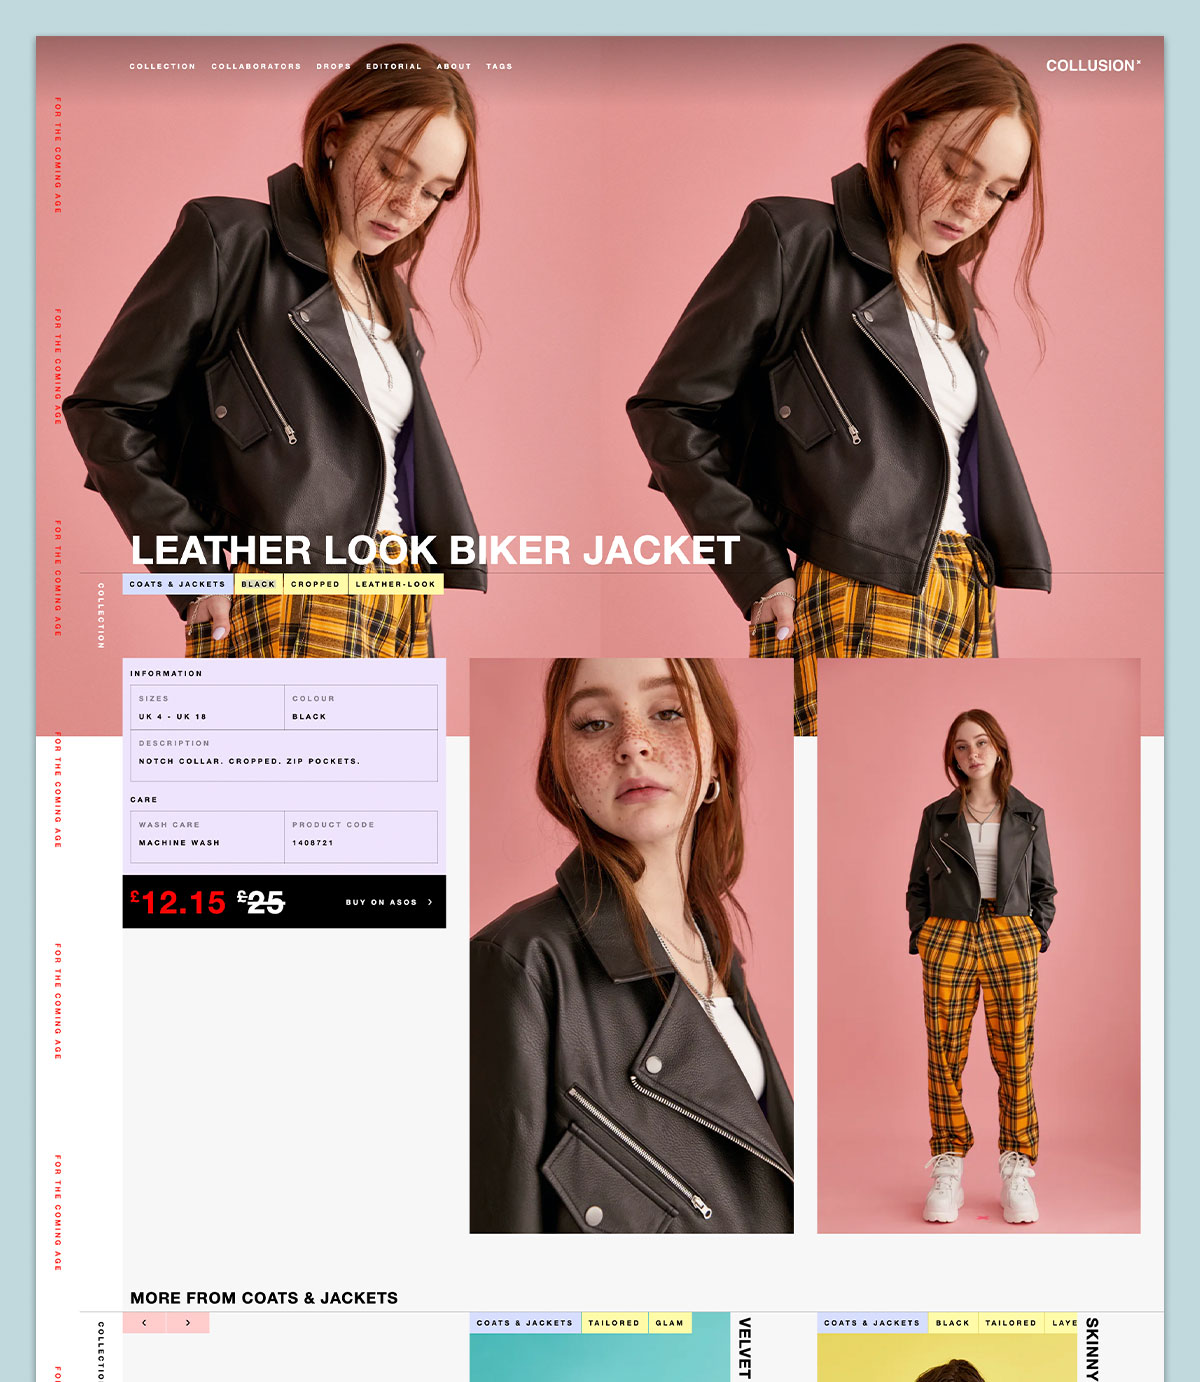 COLLECTION COLLABORATORS DROPS EDITORIAL ABOUT TAGS
COLLUSION×
FOR THE COMING AGE
FOR THE COMING AGE
FOR THE COMING AGE
FOR THE COMING AGE
FOR THE COMING AGE
FOR THE COMING AGE
LEATHER LOOK BIKER JACKET
COATS & JACKETS BLACK CROPPED LEATHER-LOOK
COLLECTION
INFORMATION
SIZES COLOUR
UK 4 - UK 18 BLACK
DESCRIPTION
NOTCH COLLAR. CROPPED. ZIP POCKETS.
CARE
WASH CARE PRODUCT CODE
MACHINE WASH 1408721
£12.15 £25 BUY ON ASOS >
MORE FROM COATS & JACKETS
< >
COATS & JACKETS TAILORED GLAM
VELVET
COATS & JACKETS BLACK TAILORED LAYE
SKINNY
COLLECTIO
FO